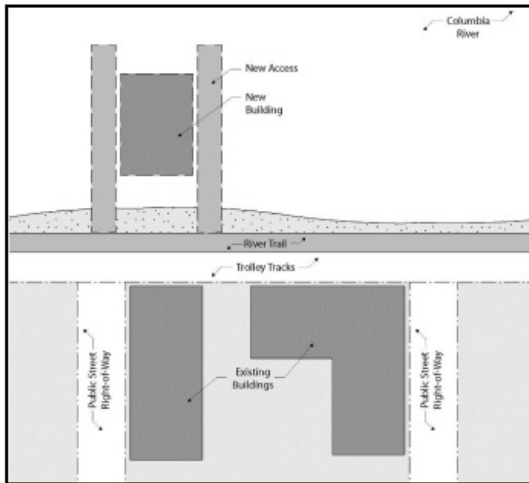 Columbia
River
New Access
New
Building
River Trail
Trolley Tracks
Public Street
Right-of-Way
Existing
Buildings
Public Street
Right-of-Way